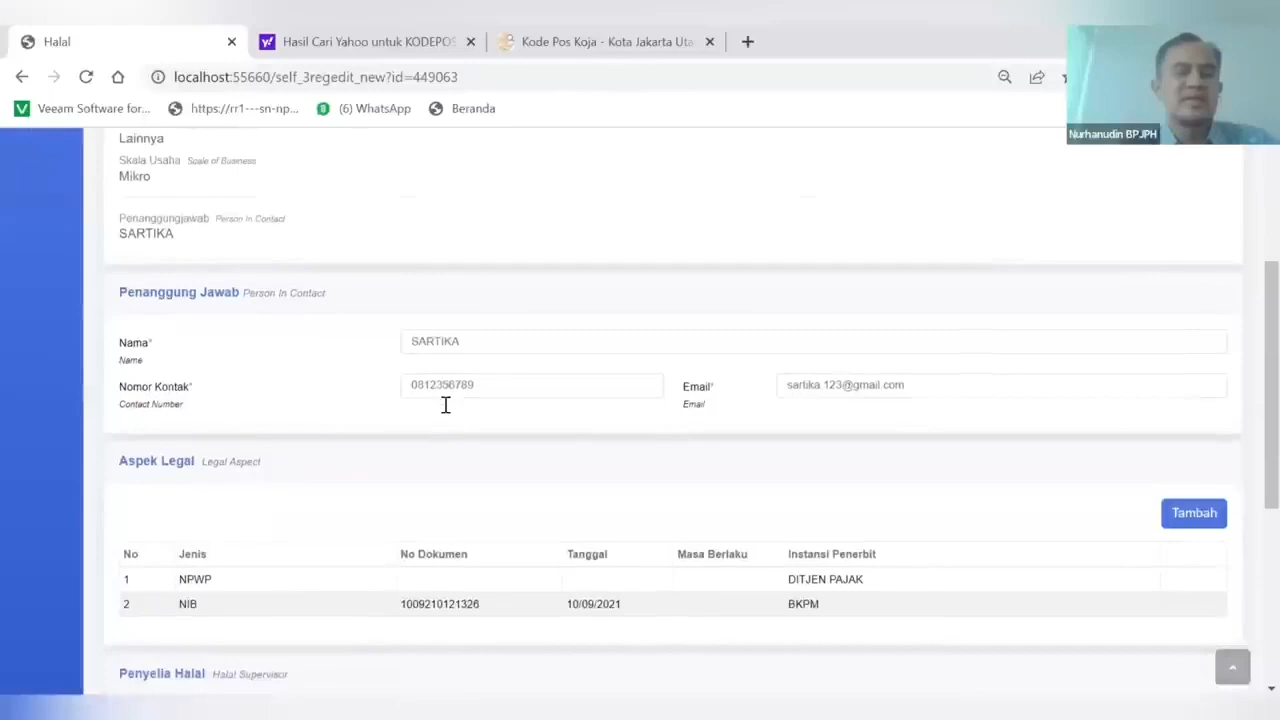 Halal
Hasil Cari Yahoo untuk KODEPOS
Kode Pos Koja - Kota Jakarta Uta
localhost:55660/self_3regedit_new?id=449063
Veeam Software for...
https://rr1---sn-np...
(6) WhatsApp
Beranda
Nurhanudin BPJPH
Lainnya
Skala Usaha Scale of Business
Mikro
Penanggungjawab Person In Contact
SARTIKA
Penanggung Jawab Person In Contact
Nama* SARTIKA
Name
Nomor Kontak* 0812356789 Email* sartika.123@gmail.com
Contact Number Email
Aspek Legal Legal Aspect
Tambah
No Jenis No Dokumen Tanggal Masa Berlaku Instansi Penerbit
1 NPWP DITJEN PAJAK
2 NIB 1009210121326 10/09/2021 BKPM
Penyelia Halal Halal Supervisor